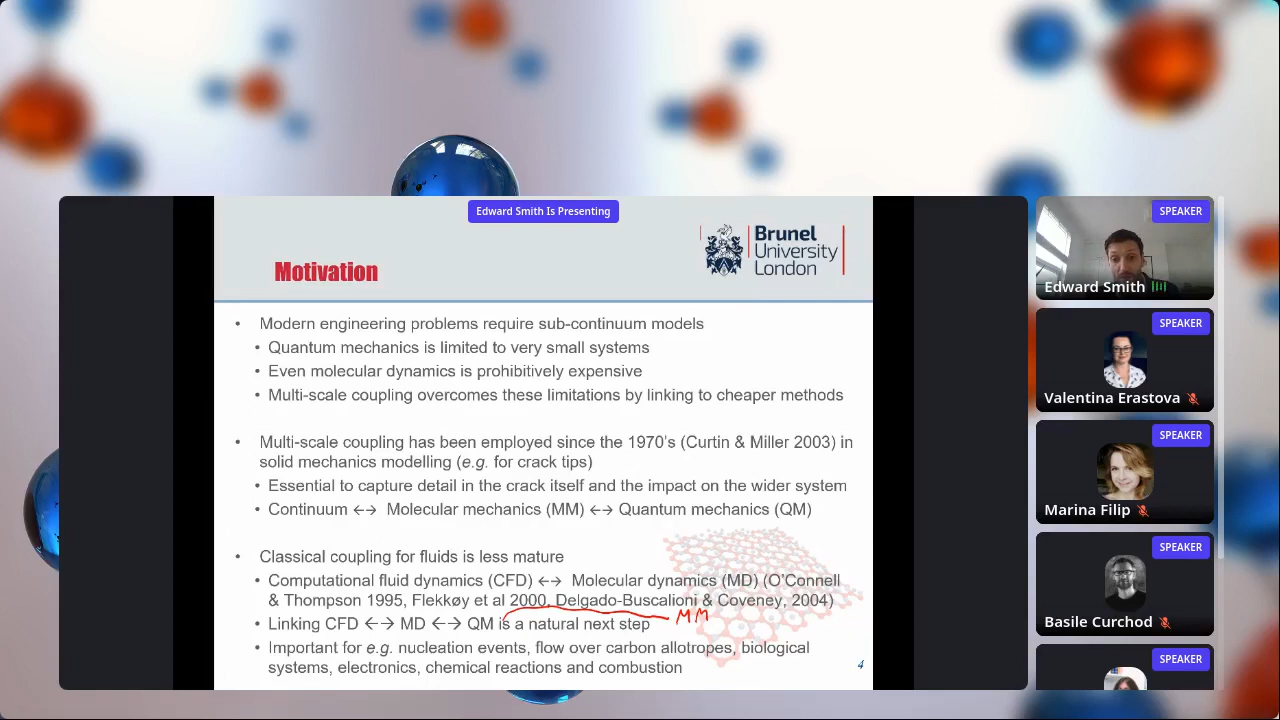 Edward Smith Is Presenting
Brunel
University
London
Motivation
• Modern engineering problems require sub-continuum models
• Quantum mechanics is limited to very small systems
• Even molecular dynamics is prohibitively expensive
• Multi-scale coupling overcomes these limitations by linking to cheaper methods
• Multi-scale coupling has been employed since the 1970's (Curtin & Miller 2003) in
solid mechanics modelling (e.g. for crack tips)
• Essential to capture detail in the crack itself and the impact on the wider system
• Continuum ↔ Molecular mechanics (MM) ↔ Quantum mechanics (QM)
• Classical coupling for fluids is less mature
• Computational fluid dynamics (CFD) ↔ Molecular dynamics (MD) (O'Connell
& Thompson 1995, Flekkøy et al 2000, Delgado-Buscalioni & Coveney, 2004)
MM
• Linking CFD ↔ MD ↔ QM is a natural next step
• Important for e.g. nucleation events, flow over carbon allotropes, biological
systems, electronics, chemical reactions and combustion
4
SPEAKER
Edward Smith
SPEAKER
Valentina Erastova
SPEAKER
Marina Filip
SPEAKER
Basile Curchod
SPEAKER